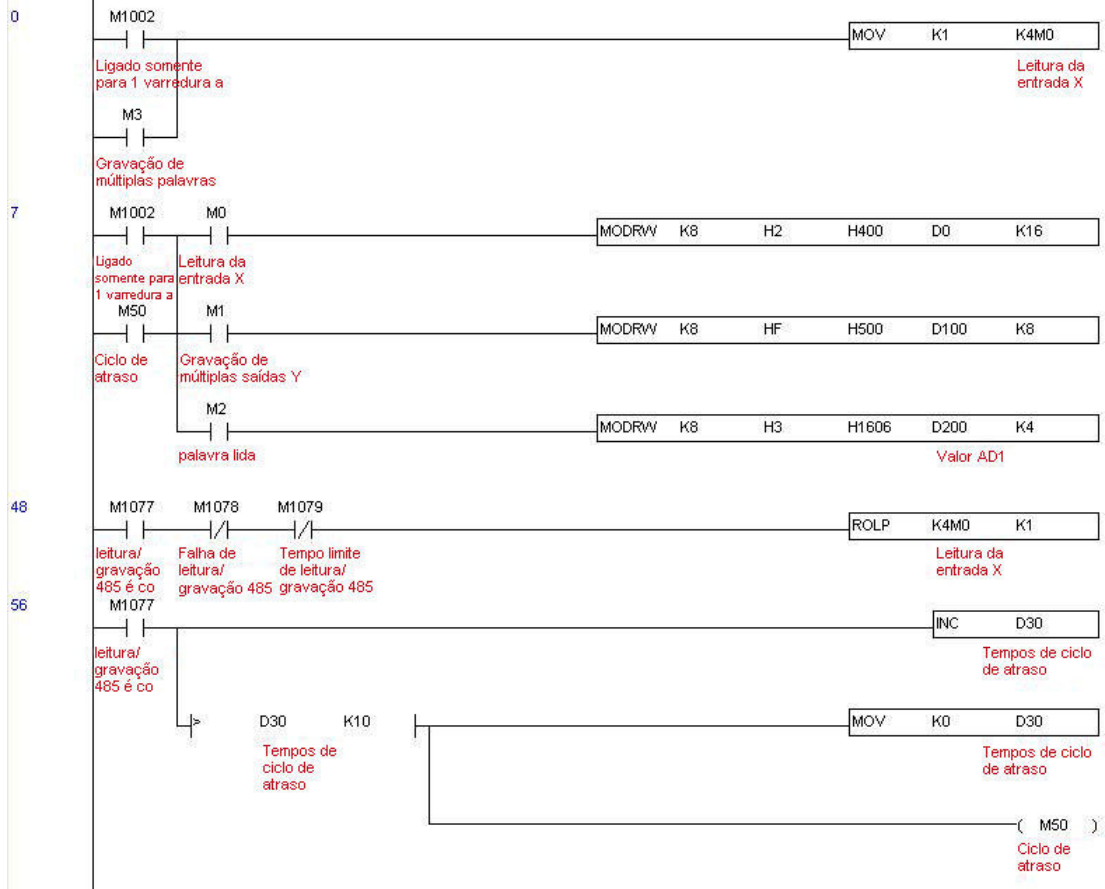 0
M1002
MOV K1 K4M0
Ligado somente
para 1 varredura a
Leitura da
entrada X
M3
Gravação de
múltiplas palavras
7
M1002 M0
MODRW K8 H2 H400 D0 K16
Ligado
somente para
1 varredura a
Leitura da
entrada X
M50 M1
MODRW K8 HF H500 D100 K8
Ciclo de
atraso
Gravação de
múltiplas saídas Y
M2
MODRW K8 H3 H1606 D200 K4
palavra lida
Valor AD1
48
M1077 M1078 M1079
ROLP K4M0 K1
leitura/
gravação
485 é co
Falha de
leitura/
gravação 485
Tempo limite
de leitura/
gravação 485
Leitura da
entrada X
56
M1077
INC D30
leitura/
gravação
485 é co
Tempos de ciclo
de atraso
> D30 K10
MOV K0 D30
Tempos de
ciclo de
atraso
Tempos de ciclo
de atraso
( M50 )
Ciclo de
atraso